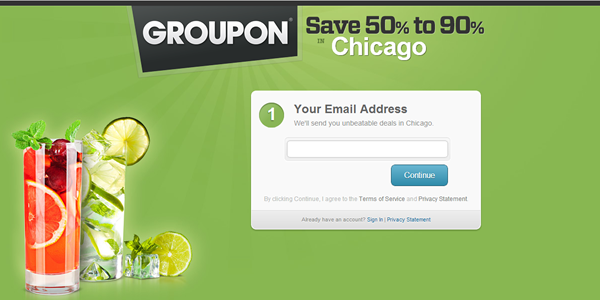 GROUPON®
Save 50% to 90%
IN Chicago
1
Your Email Address
We'll send you unbeatable deals in Chicago.
Continue
By clicking Continue, I agree to the Terms of Service and Privacy Statement.
Already have an account? Sign In | Privacy Statement